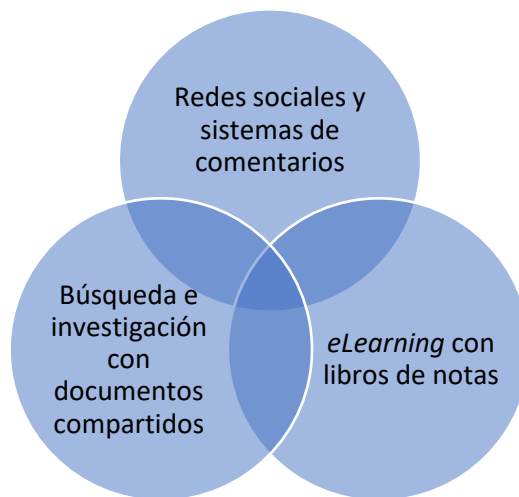 Redes sociales y
sistemas de
comentarios
Búsqueda e
investigación
con
documentos
compartidos
eLearning con
libros de notas